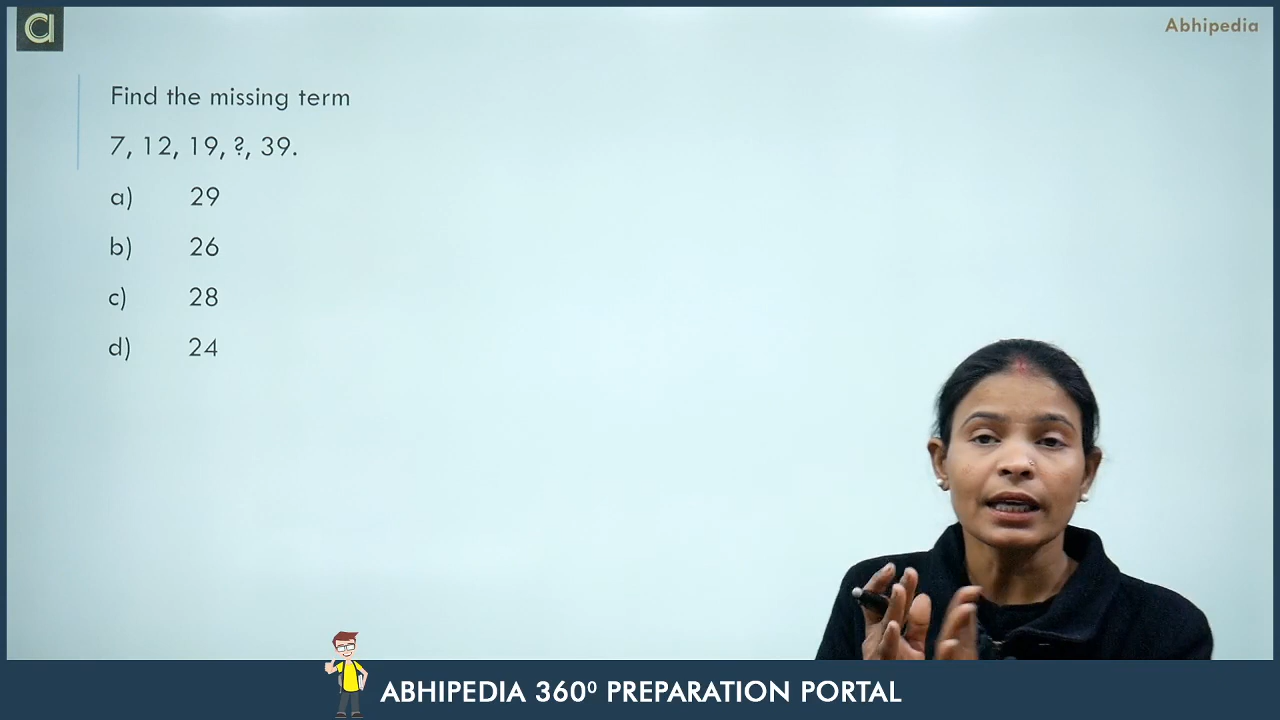 Abhipedia
Find the missing term
7, 12, 19, ?, 39.
a) 29
b) 26
c) 28
d) 24
ABHIPEDIA 360⁰ PREPARATION PORTAL